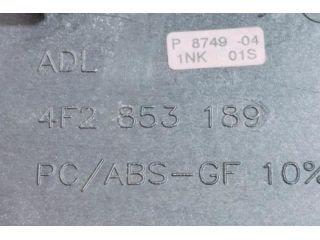 P 8749 -04
1NK 01S
ADL
4F2 853 189
PC/ABS-GF 10%